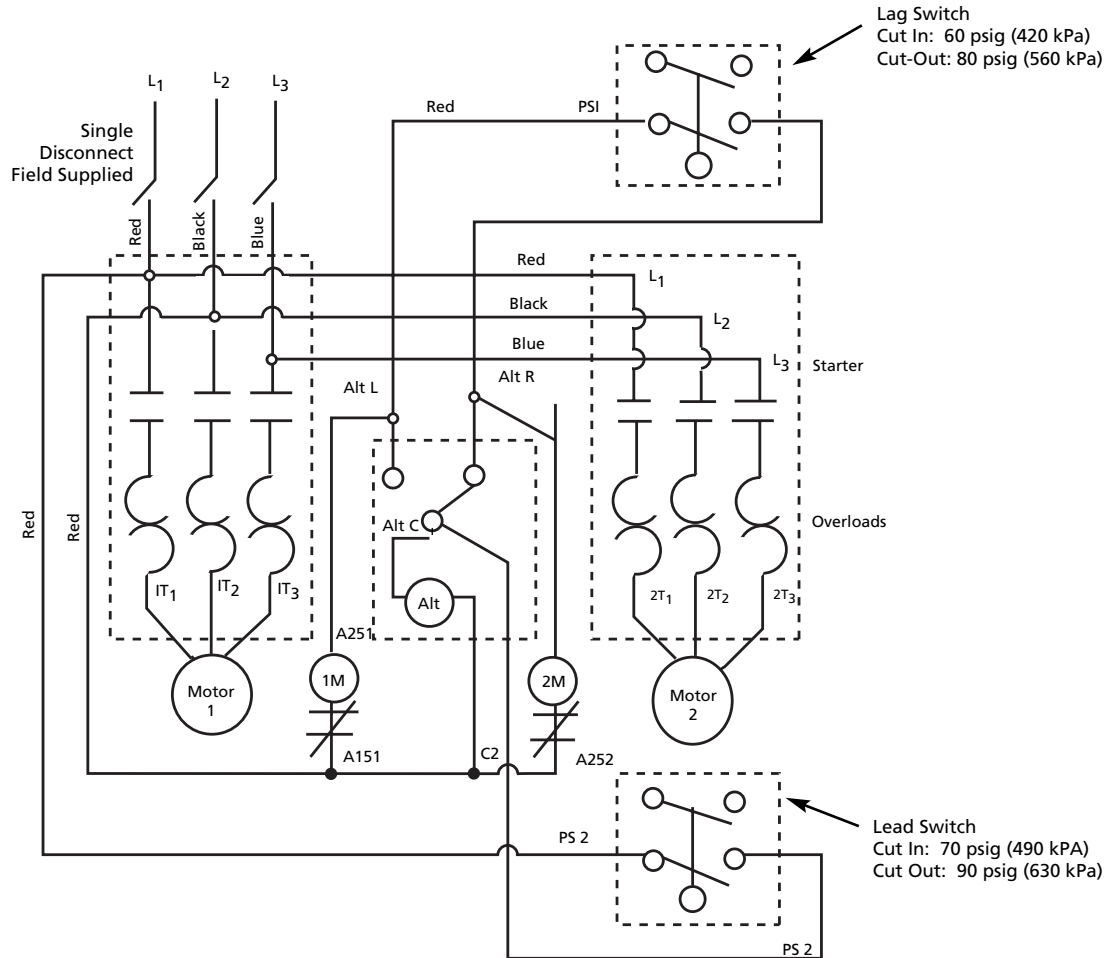 Lag Switch
Cut In: 60 psig (420 kPa)
Cut-Out: 80 psig (560 kPa)
L1
L2
L3
Single
Disconnect
Field Supplied
Red
PSI
Red
Black
Blue
Red
L1
Black
L2
Blue
L3
Starter
Alt L
Alt R
Red
Red
Alt C
Overloads
IT1
IT2
IT3
Alt
2T1
2T2
2T3
A251
Motor
1
1M
2M
Motor
2
A151
C2
A252
PS 2
Lead Switch
Cut In: 70 psig (490 kPA)
Cut Out: 90 psig (630 kPa)
PS 2